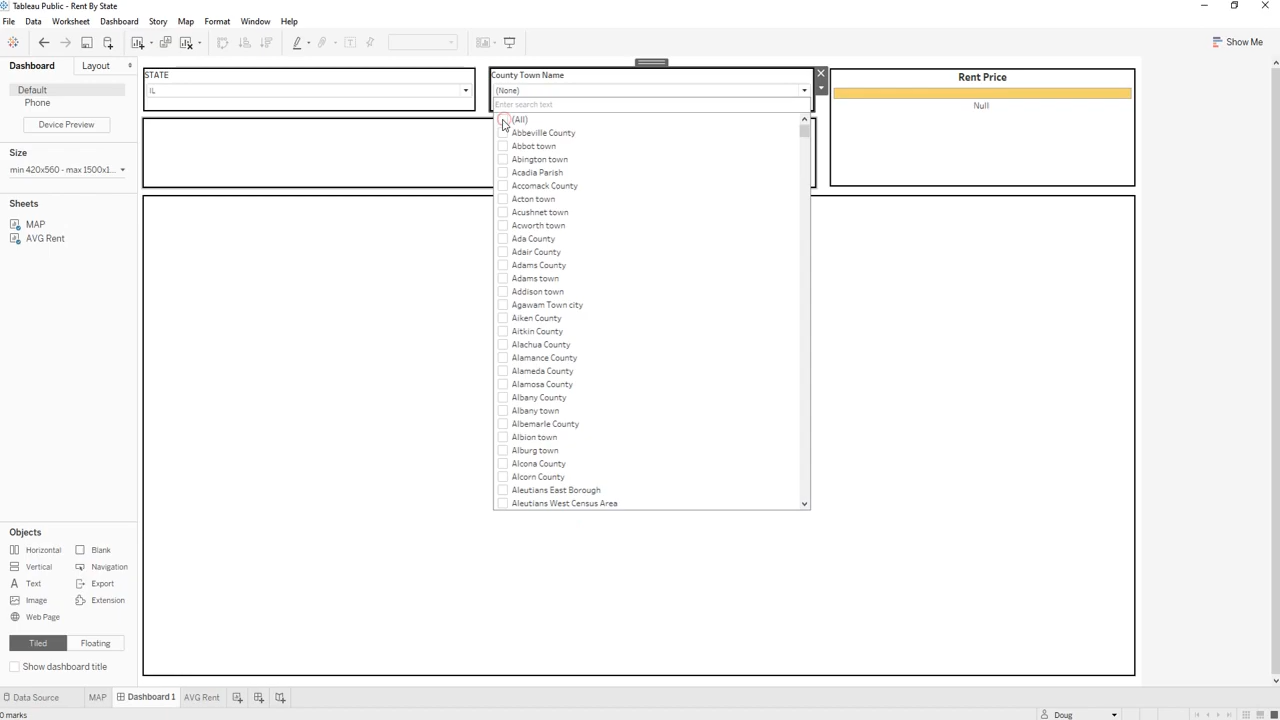 Tableau Public - Rent By State
File Data Worksheet Dashboard Story Map Format Window Help
Show Me
Dashboard Layout
Default
Phone
Device Preview
Size
min 420x560 - max 1500x1...
Sheets
MAP
AVG Rent
STATE
IL
County Town Name
(None)
Enter search text
(All)
Abbeville County
Abbot town
Abington town
Acadia Parish
Accomack County
Acton town
Acushnet town
Acworth town
Ada County
Adair County
Adams County
Adams town
Addison town
Agawam Town city
Aiken County
Aitkin County
Alachua County
Alamance County
Alameda County
Alamosa County
Albany County
Albany town
Albemarle County
Albion town
Alburg town
Alcona County
Alcorn County
Aleutians East Borough
Aleutians West Census Area
Rent Price
Null
Objects
Horizontal Blank
Vertical Navigation
A Text Export
Image Extension
Web Page
Tiled Floating
Show dashboard title
Data Source MAP Dashboard 1 AVG Rent
0 marks Doug